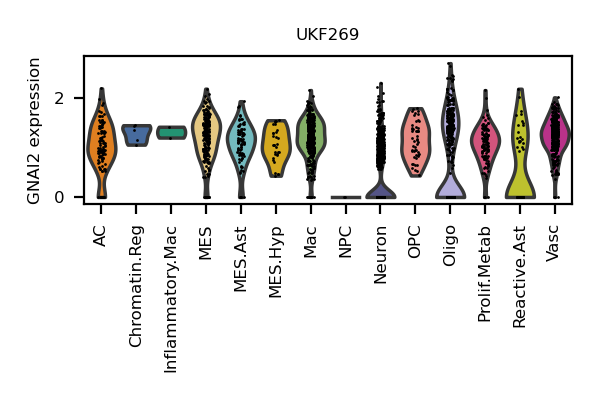 UKF269
GNAI2 expression
2
0
AC
Chromatin.Reg
Inflammatory.Mac
MES
MES.Ast
MES.Hyp
Mac
NPC
Neuron
OPC
Oligo
Prolif.Metab
Reactive.Ast
Vasc